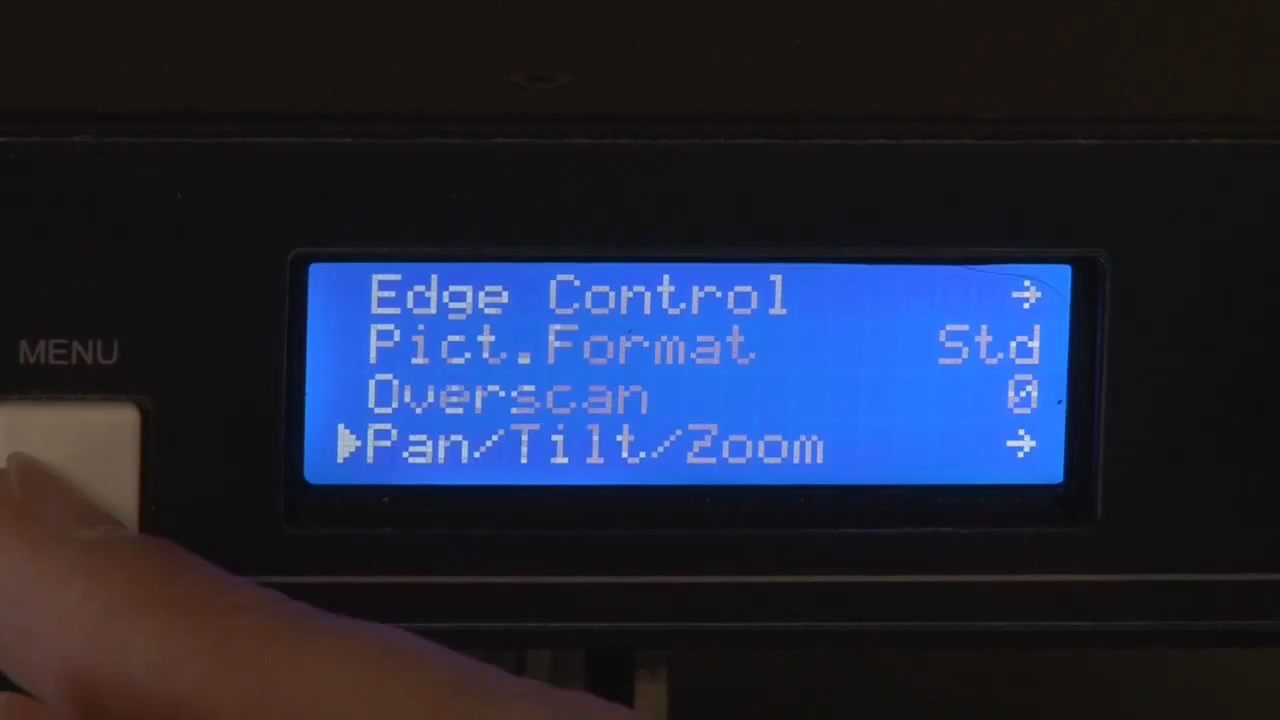 MENU
Edge Control →
Pict.Format Std
Overscan 0
▶Pan/Tilt/Zoom →